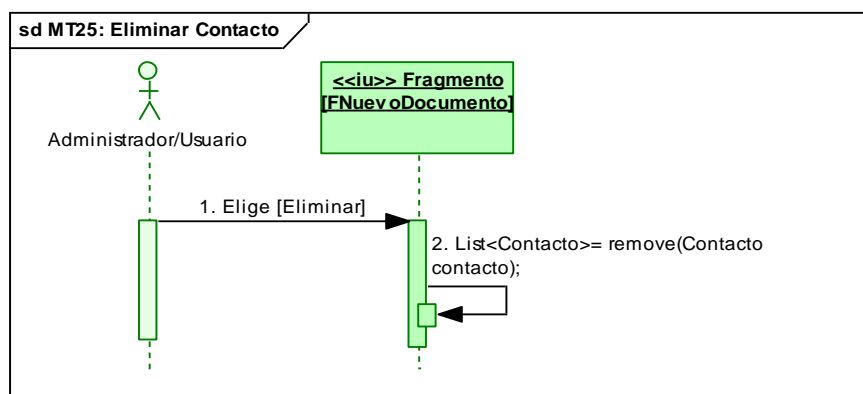 sd MT25: Eliminar Contacto
<<iu>> Fragmento
[FNuevoDocumento]
Administrador/Usuario
1. Elige [Eliminar]
2. List<Contacto>= remove(Contacto
contacto);